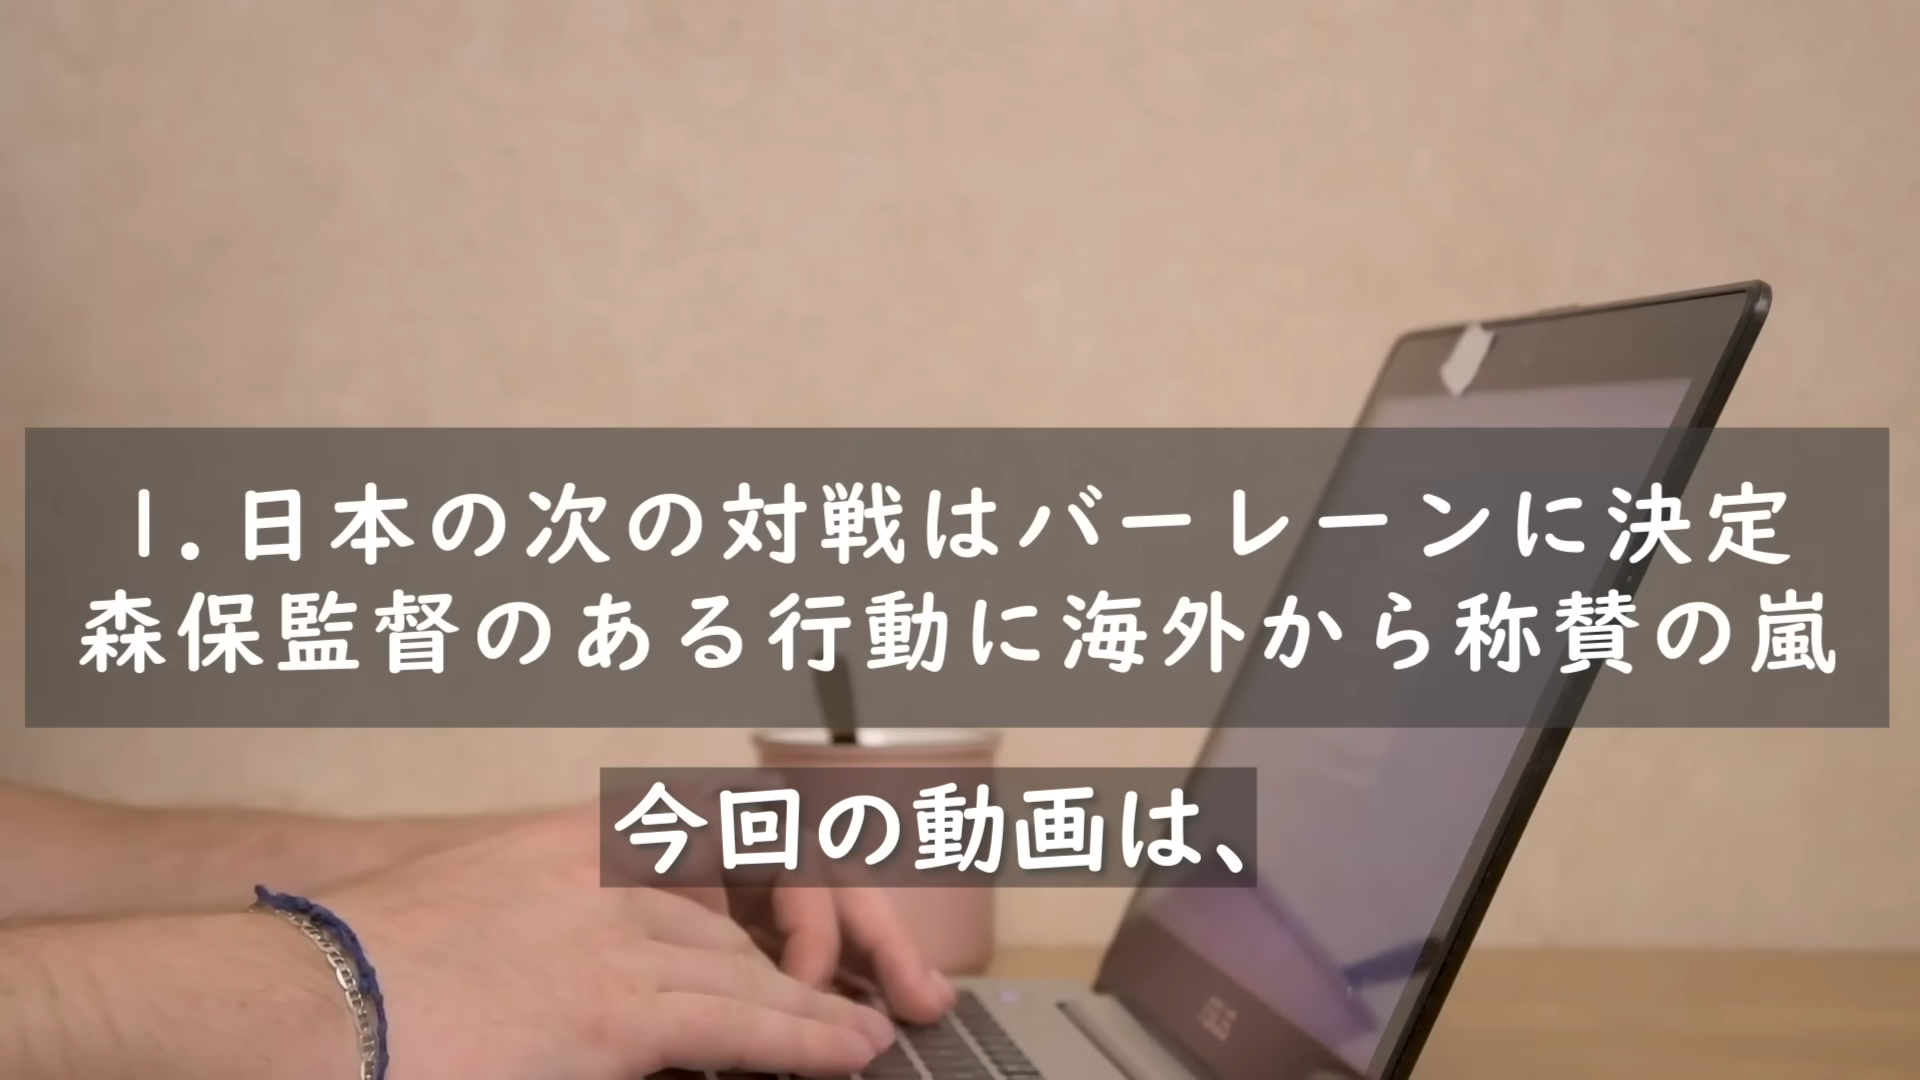 1.日本の次の対戦はバーレーンに決定
森保監督のある行動に海外から称賛の嵐
今回の動画は、